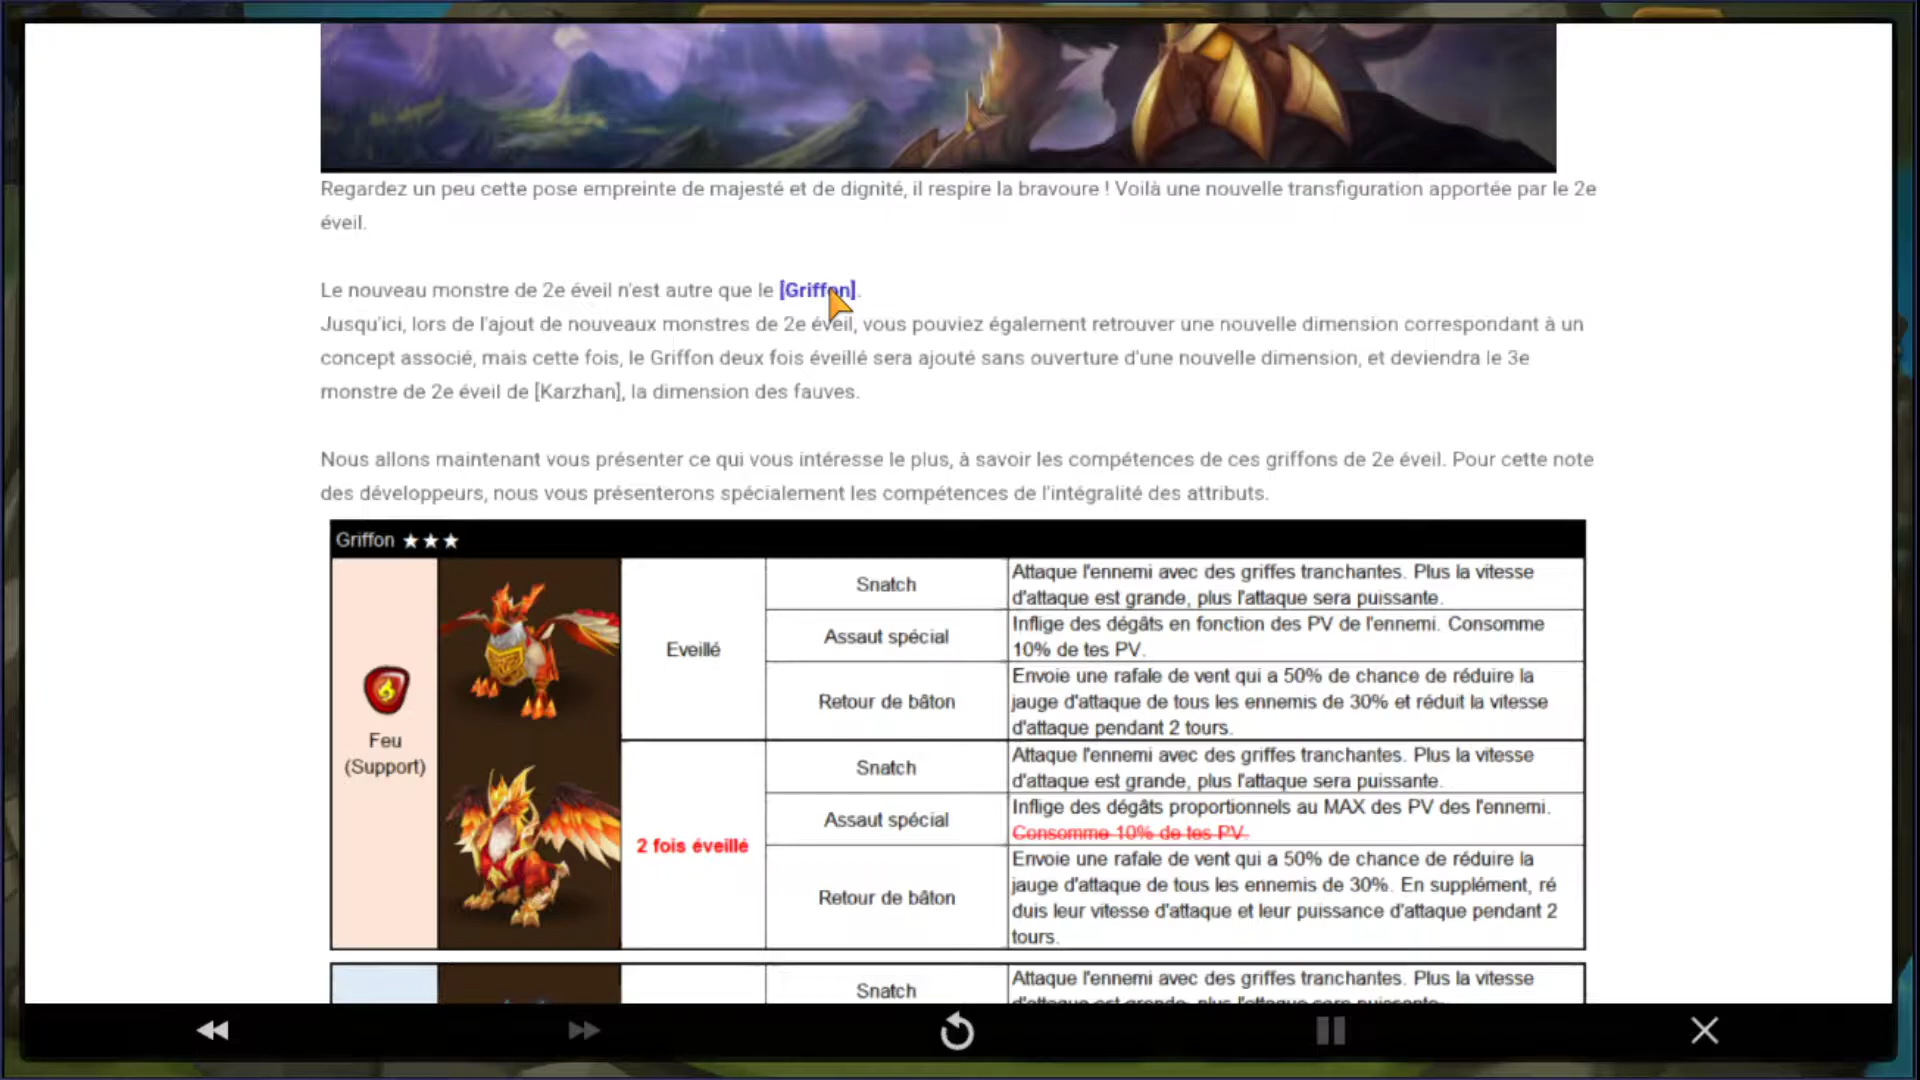 Regardez un peu cette pose empreinte de majesté et de dignité, il respire la bravoure ! Voilà une nouvelle transfiguration apportée par le 2e
éveil.
Le nouveau monstre de 2e éveil n'est autre que le [Griffon].
Jusqu'ici, lors de l'ajout de nouveaux monstres de 2e éveil, vous pouviez également retrouver une nouvelle dimension correspondant à un
concept associé, mais cette fois, le Griffon deux fois éveillé sera ajouté sans ouverture d'une nouvelle dimension, et deviendra le 3e
monstre de 2e éveil de [Karzhan], la dimension des fauves.
Nous allons maintenant vous présenter ce qui vous intéresse le plus, à savoir les compétences de ces griffons de 2e éveil. Pour cette note
des développeurs, nous vous présenterons spécialement les compétences de l'intégralité des attributs.
Griffon ★★★
Feu
(Support)
Eveillé
Snatch
Attaque l'ennemi avec des griffes tranchantes. Plus la vitesse
d'attaque est grande, plus l'attaque sera puissante.
Assaut spécial
Inflige des dégâts en fonction des PV de l'ennemi. Consomme
10% de tes PV.
Retour de bâton
Envoie une rafale de vent qui a 50% de chance de réduire la
jauge d'attaque de tous les ennemis de 30% et réduit la vitesse
d'attaque pendant 2 tours.
2 fois éveillé
Snatch
Attaque l'ennemi avec des griffes tranchantes. Plus la vitesse
d'attaque est grande, plus l'attaque sera puissante.
Assaut spécial
Inflige des dégâts proportionnels au MAX des PV des l'ennemi.
Consomme 10% de tes PV.
Retour de bâton
Envoie une rafale de vent qui a 50% de chance de réduire la
jauge d'attaque de tous les ennemis de 30%. En supplément, ré
duis leur vitesse d'attaque et leur puissance d'attaque pendant 2
tours.
Snatch
Attaque l'ennemi avec des griffes tranchantes. Plus la vitesse
d'attaque est grande, plus l'attaque sera puissante.